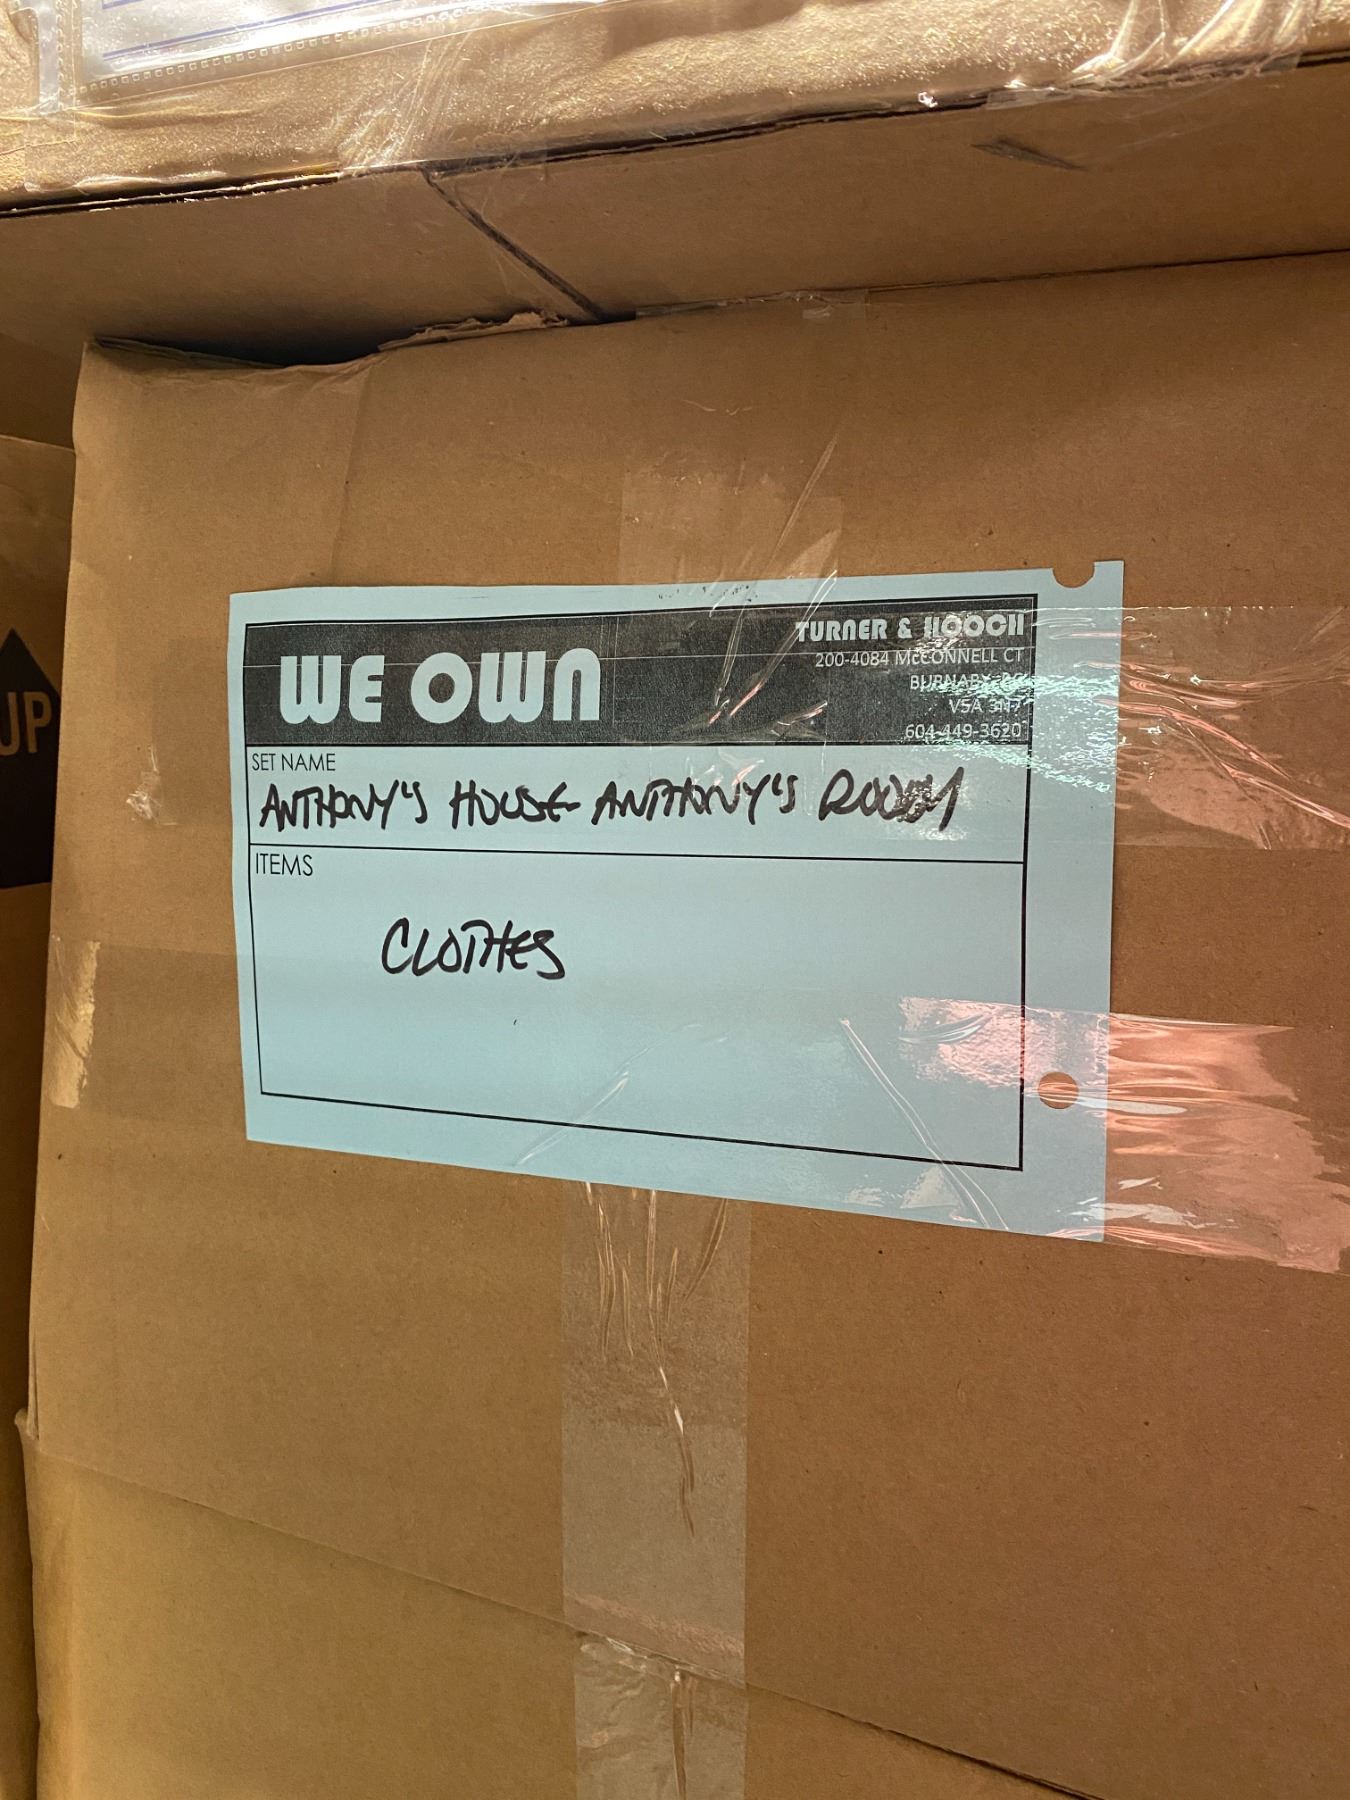 WE OWN
TURNER & HOOCH
200-4084 McCONNELL CT
BURNABY, BC
V5A
604-449-3620
SET NAME
ANTHONY'S HOUSE- ANTHONY'S ROOM
ITEMS
CLOTHES
UP